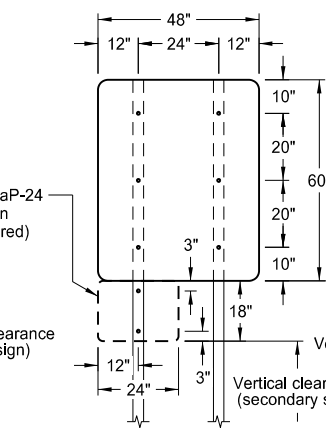 48"
12" 24" 12"
10"
20"
60
20"
10"
aP-24
n
red)
3"
18"
earance
sign)
12"
24"
3"
Ve
Vertical clear
(secondary s